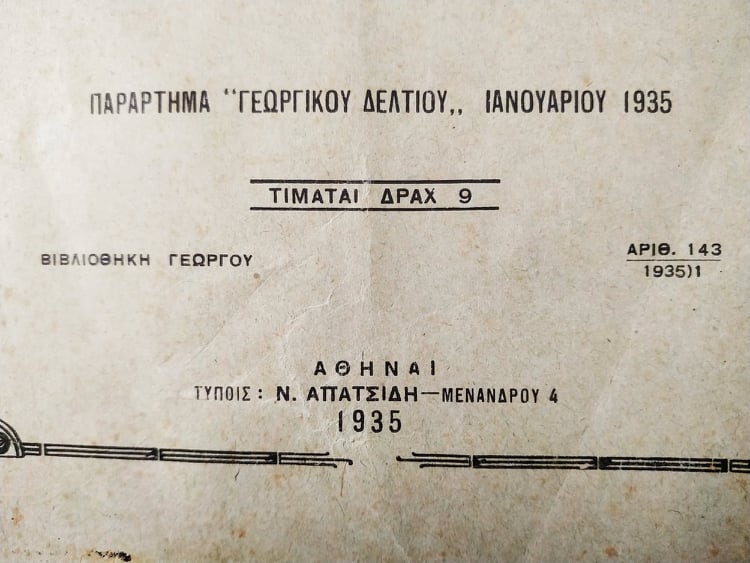 ΠΑΡΑΡΤΗΜΑ “ΓΕΩΡΓΙΚΟΥ ΔΕΛΤΙΟΥ„ ΙΑΝΟΥΑΡΙΟΥ 1935
ΤΙΜΑΤΑΙ ΔΡΑΧ 9
ΒΙΒΛΙΟΘΗΚΗ ΓΕΩΡΓΟΥ
ΑΡΙΘ. 143
1935)1
ΑΘΗΝΑΙ
ΤΥΠΟΙΣ : Ν. ΑΠΑΤΣΙΔΗ—ΜΕΝΑΝΔΡΟΥ 4
1935